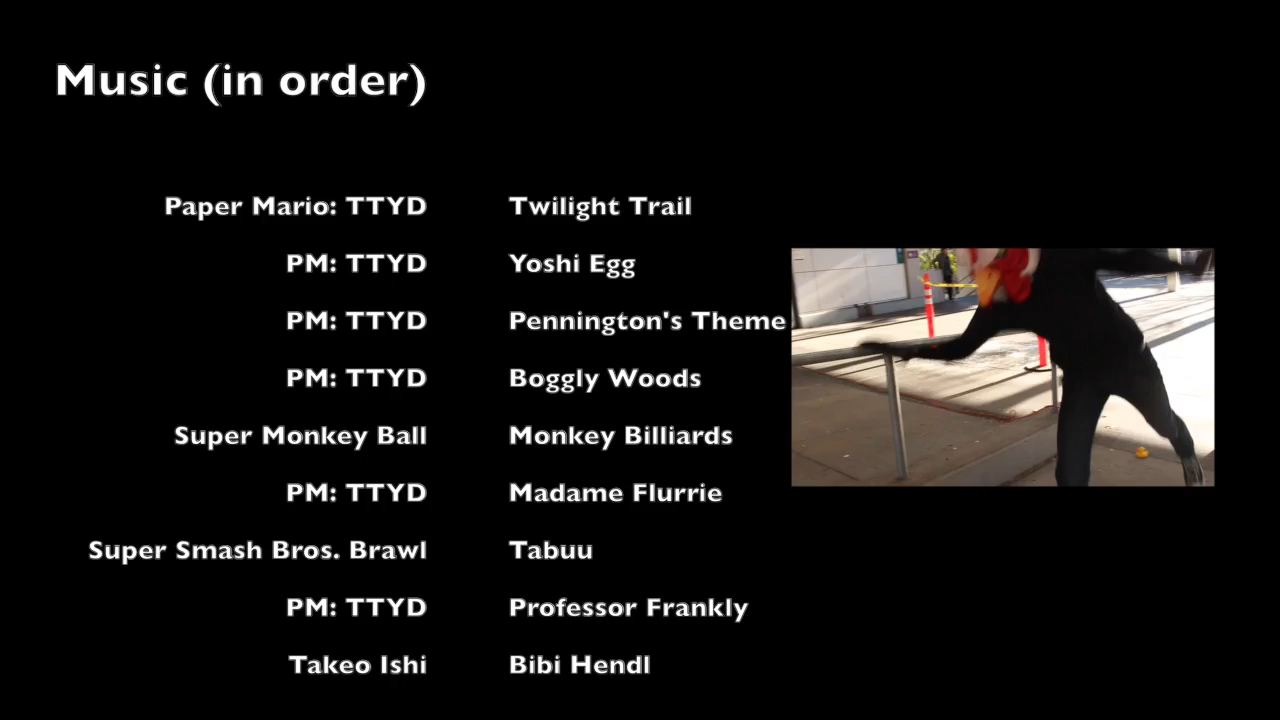 Music (in order)
Paper Mario: TTYD Twilight Trail
PM: TTYD Yoshi Egg
PM: TTYD Pennington's Theme
PM: TTYD Boggly Woods
Super Monkey Ball Monkey Billiards
PM: TTYD Madame Flurrie
Super Smash Bros. Brawl Tabuu
PM: TTYD Professor Frankly
Takeo Ishi Bibi Hendl